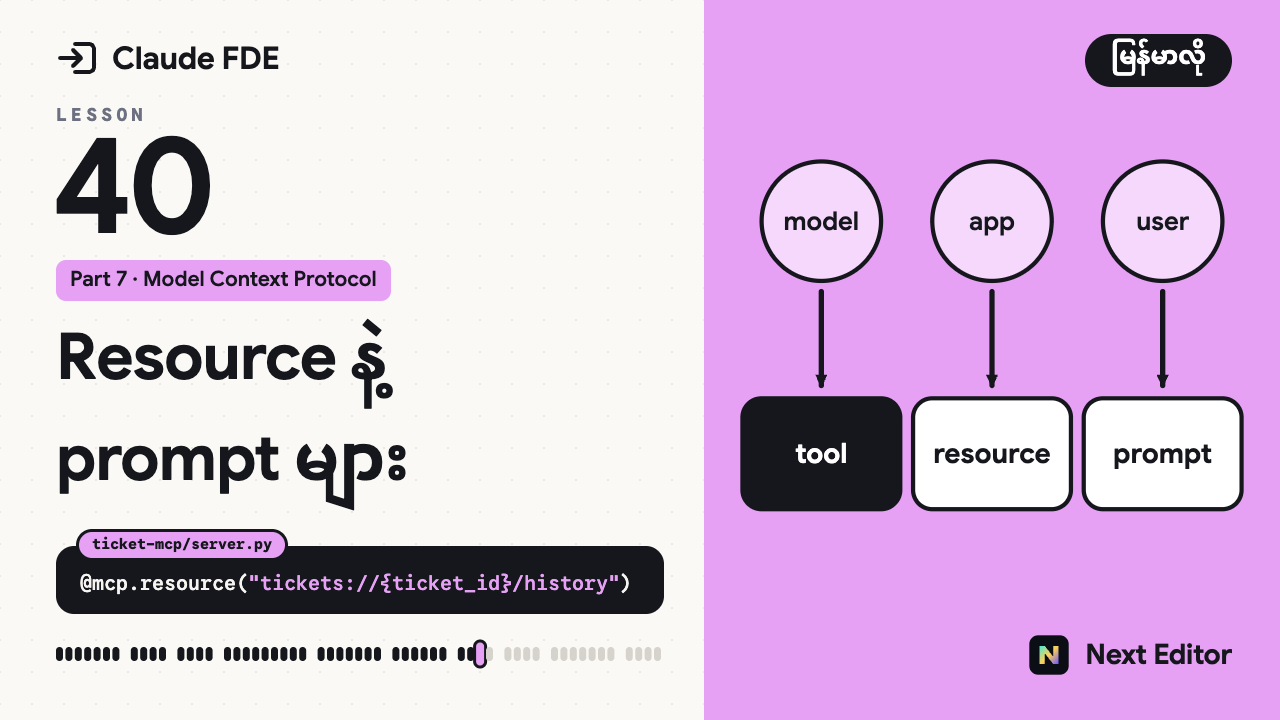 Claude FDE
LESSON
40
Part 7 · Model Context Protocol
Resource နဲ့
prompt များ
ticket-mcp/server.py
@mcp.resource("tickets://{ticket_id}/history")
မြန်မာလို
model
app
user
tool
resource
prompt
N
Next Editor